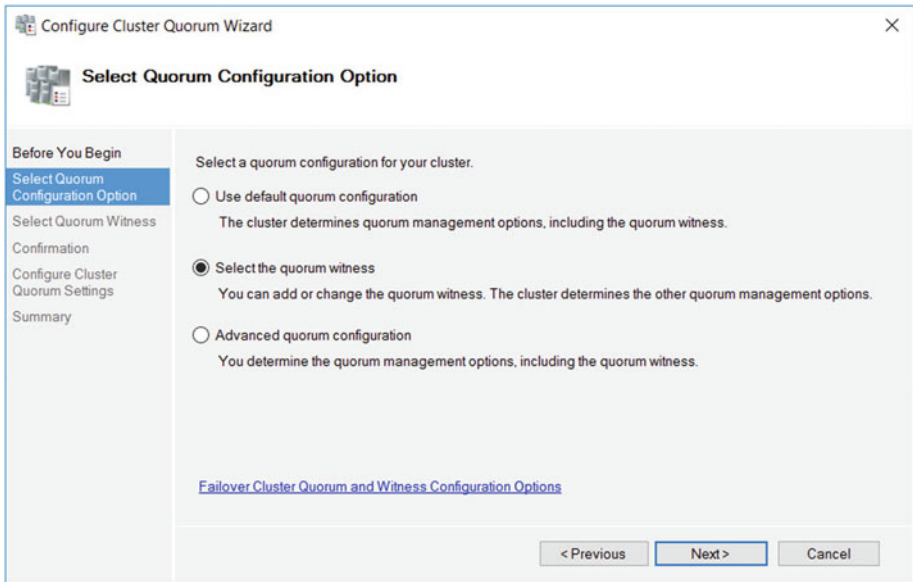 Configure Cluster Quorum Wizard
Select Quorum Configuration Option
Before You Begin
Select Quorum
Configuration Option
Select Quorum Witness
Confirmation
Configure Cluster
Quorum Settings
Summary
Select a quorum configuration for your cluster.
Use default quorum configuration
The cluster determines quorum management options, including the quorum witness.
Select the quorum witness
You can add or change the quorum witness. The cluster determines the other quorum management options.
Advanced quorum configuration
You determine the quorum management options, including the quorum witness.
Failover Cluster Quorum and Witness Configuration Options
< Previous
Next >
Cancel